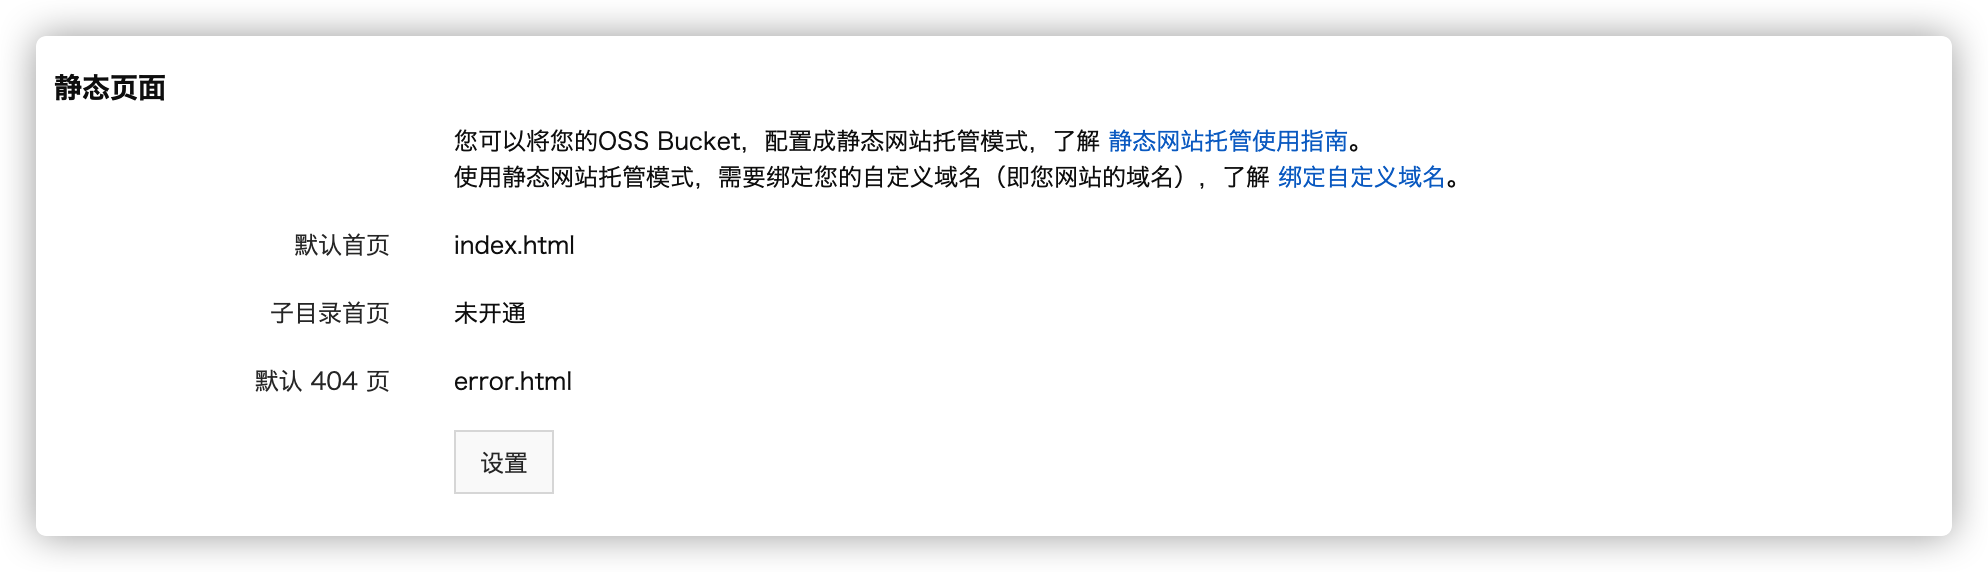 静态页面
您可以将您的OSS Bucket，配置成静态网站托管模式，了解 静态网站托管使用指南。
使用静态网站托管模式，需要绑定您的自定义域名（即您网站的域名），了解 绑定自定义域名。
默认首页 index.html
子目录首页 未开通
默认 404 页 error.html
设置